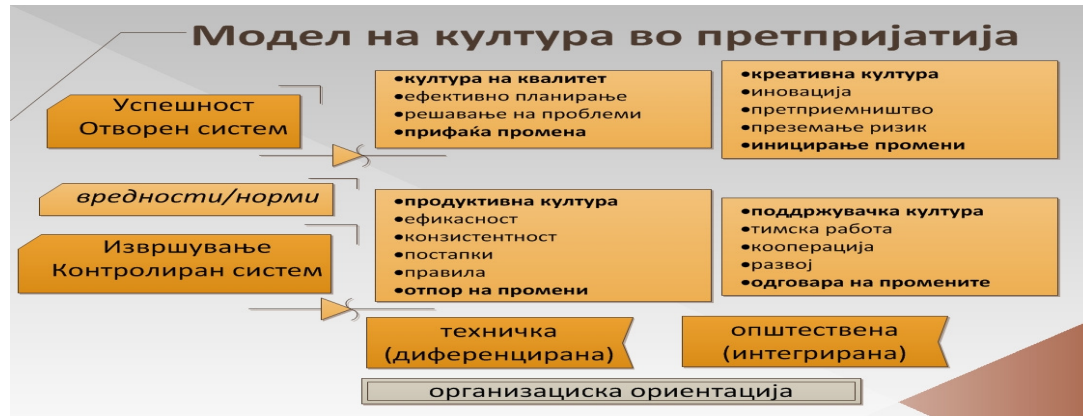 Модел на култура во претпријатија
Успешност
Отворен систем
•култура на квалитет
•ефективно планирање
•решавање на проблеми
•прифаќа промена
•креативна култура
•иновација
•претприемништво
•преземање ризик
•иницирање промени
вредности/норми
Извршување
Контролиран систем
•продуктивна култура
•ефикасност
•конзистентност
•постапки
•правила
•отпор на промени
•поддржувачка култура
•тимска работа
•кооперација
•развој
•одговара на промените
техничка
(диференцирана)
општествена
(интегрирана)
организациска ориентација